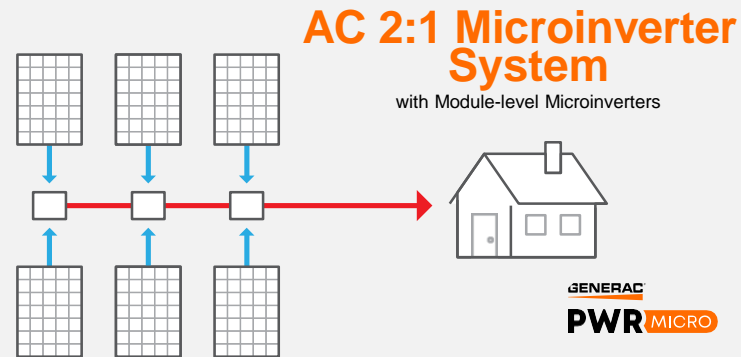 AC 2:1 Microinverter
System
with Module-level Microinverters
GENERAC
PWR MICRO